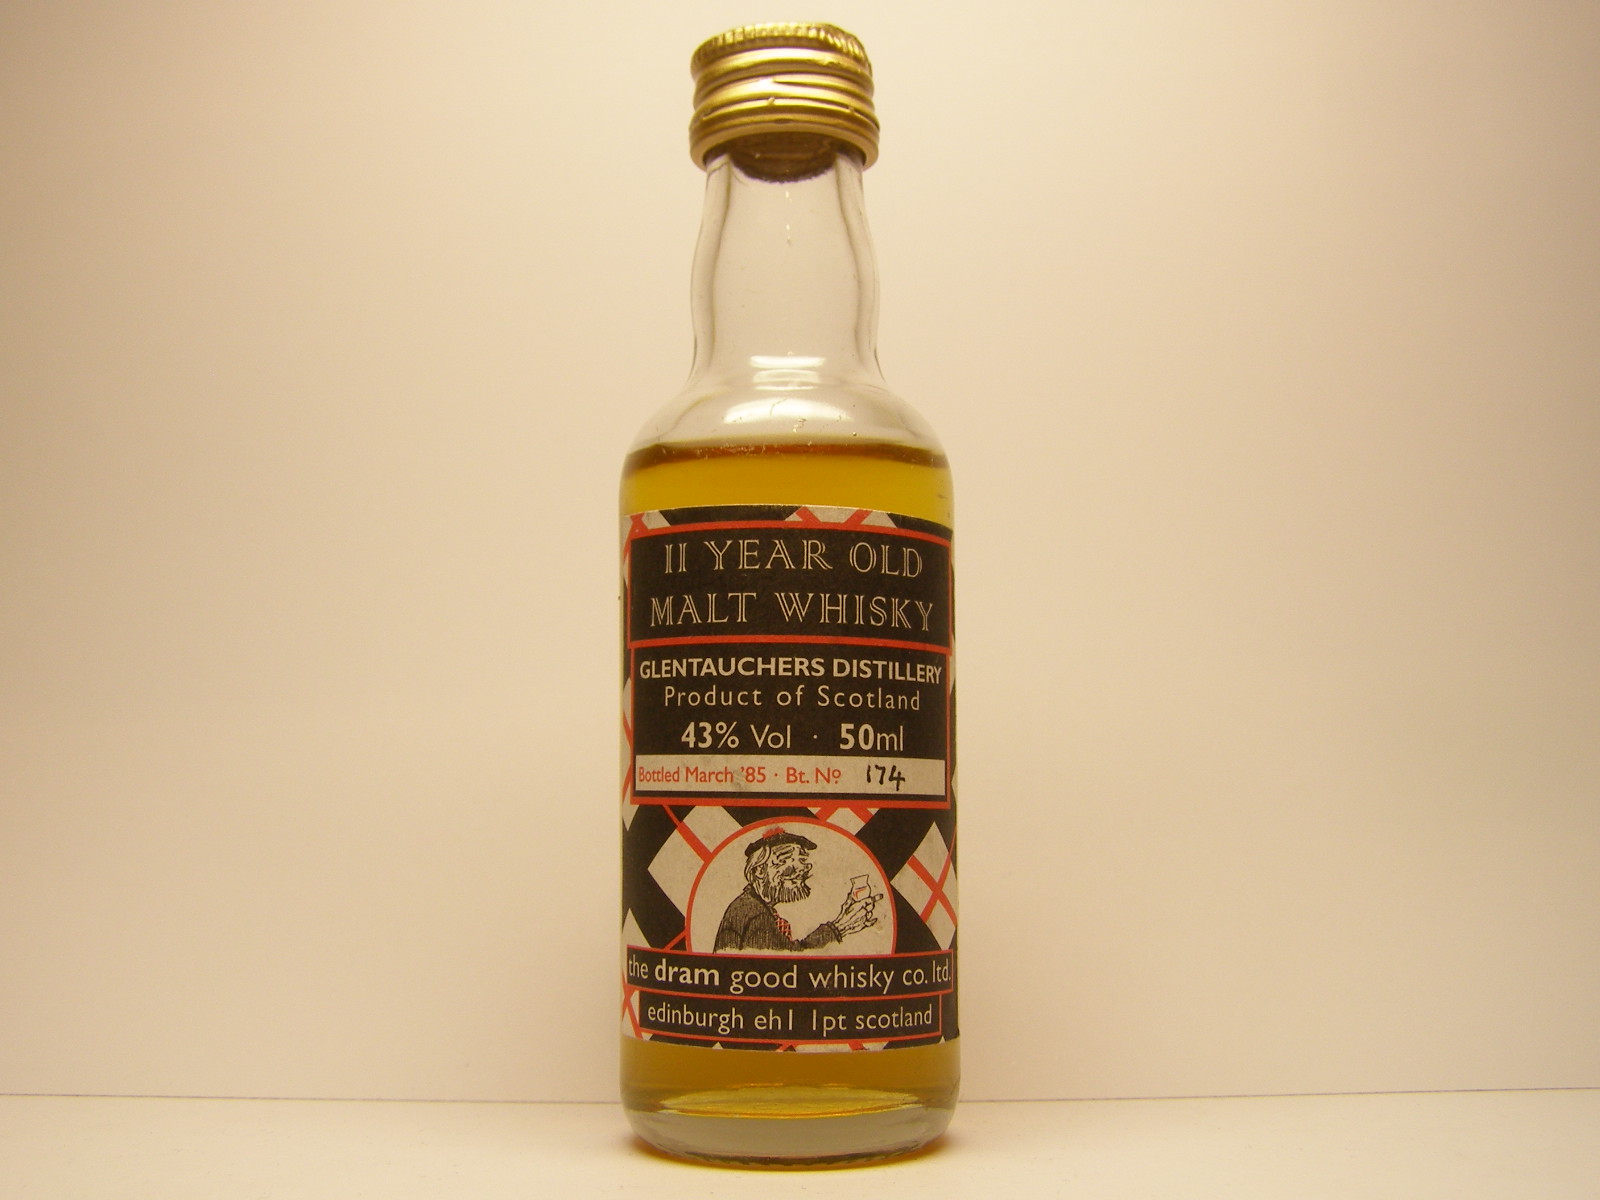 11 YEAR OLD
MALT WHISKY
GLENTAUCHERS DISTILLERY
Product of Scotland
43% Vol · 50ml
Bottled March '85 · Bt. Nº 174
the dram good whisky co. ltd.
edinburgh eh1 1pt scotland